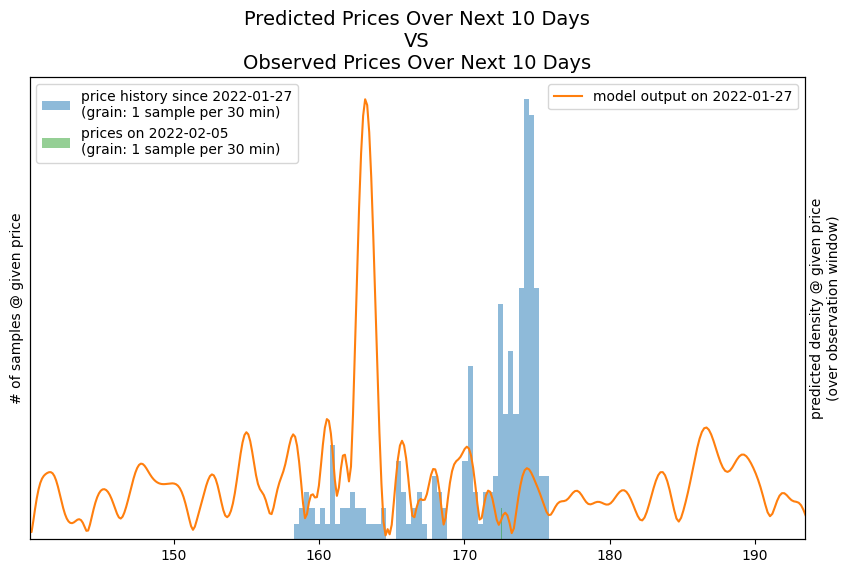 Predicted Prices Over Next 10 Days
VS
Observed Prices Over Next 10 Days
price history since 2022-01-27
(grain: 1 sample per 30 min)
prices on 2022-02-05
(grain: 1 sample per 30 min)
model output on 2022-01-27
# of samples @ given price
predicted density @ given price
(over observation window)
150 160 170 180 190